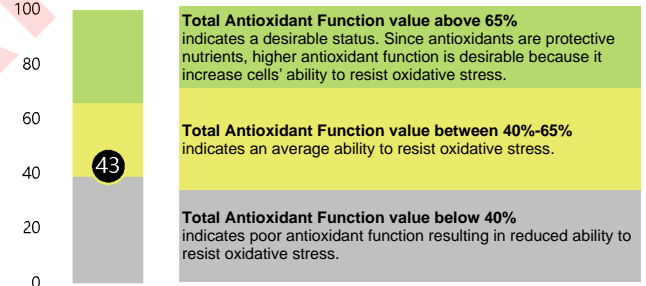 100
80
60
43
40
20
0
Total Antioxidant Function value above 65%
indicates a desirable status. Since antioxidants are protective
nutrients, higher antioxidant function is desirable because it
increase cells' ability to resist oxidative stress.
Total Antioxidant Function value between 40%-65%
indicates an average ability to resist oxidative stress.
Total Antioxidant Function value below 40%
indicates poor antioxidant function resulting in reduced ability to
resist oxidative stress.